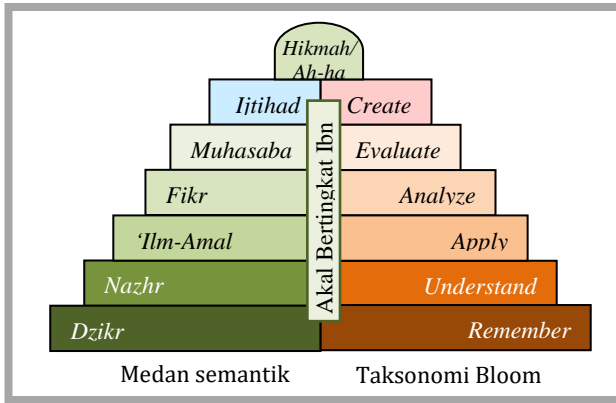 Hikmah/
Ah-ha
Ijtihad Create
Muhasaba Evaluate
Fikr Analyze
‘Ilm-Amal Apply
Nazhr Understand
Dzikr Remember
Akal Bertingkat Ibn
Medan semantik Taksonomi Bloom